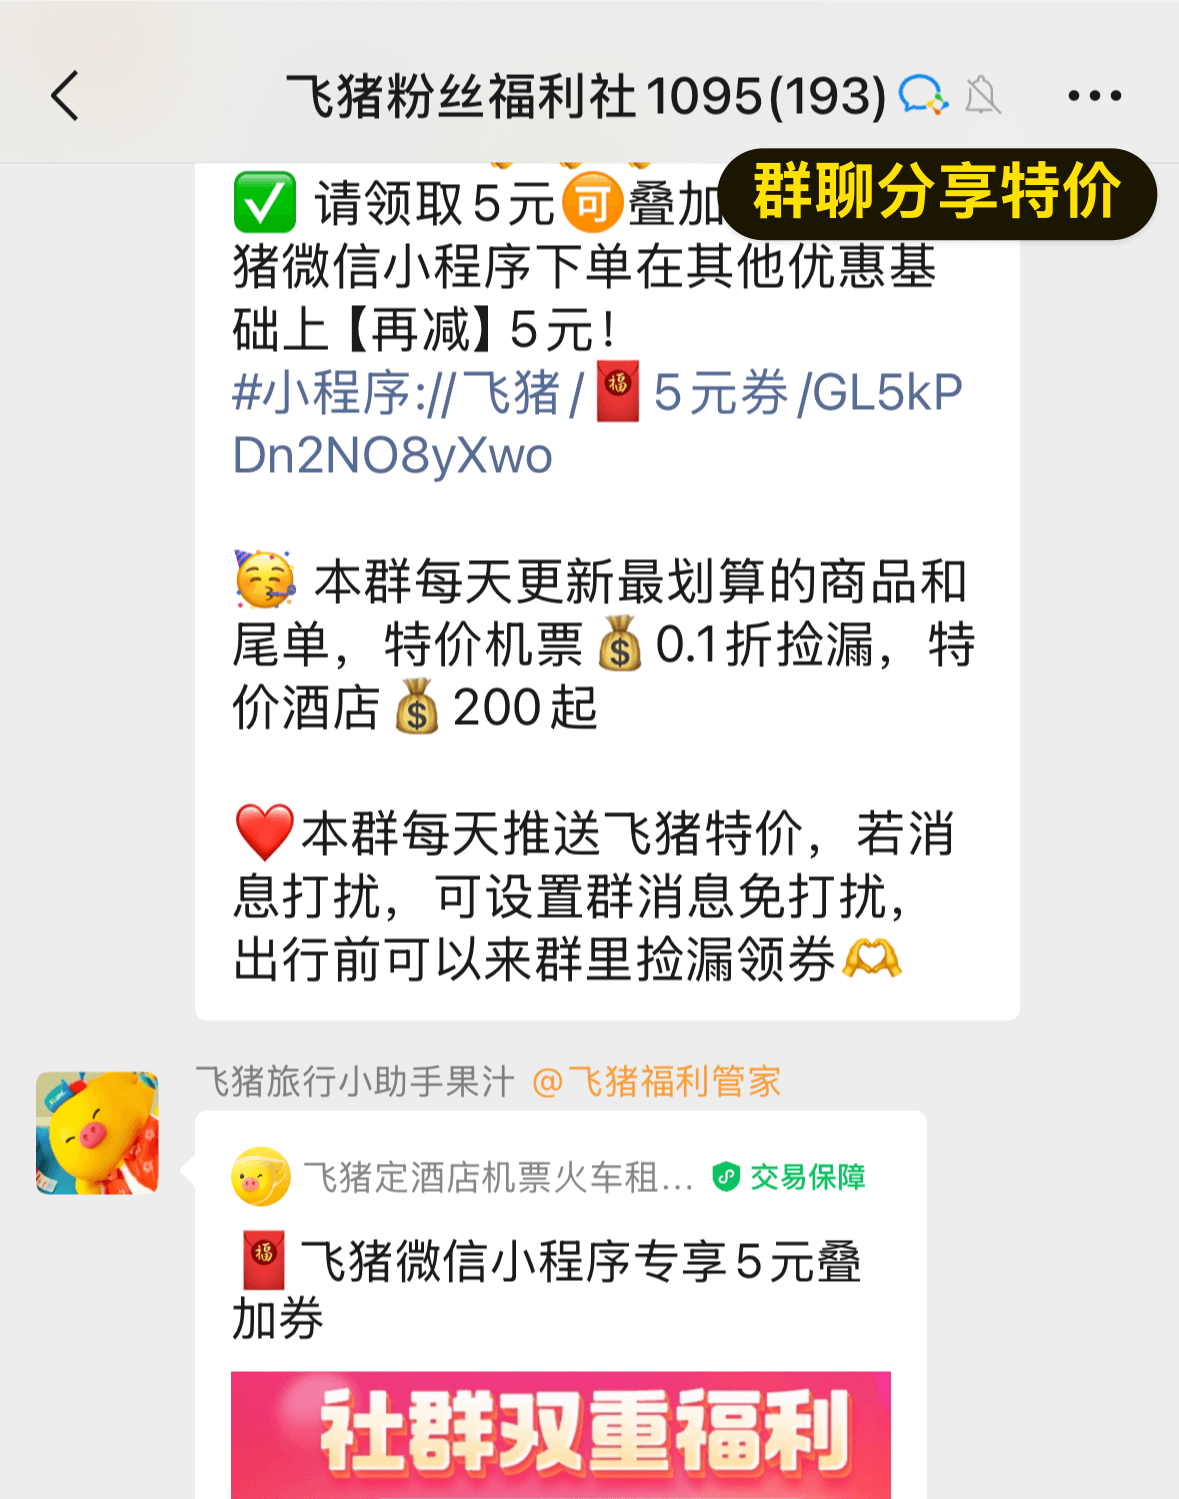 飞猪粉丝福利社1095(193)
群聊分享特价
✅ 请领取5元🉑叠加
猪微信小程序下单在其他优惠基
础上【再减】5元!
#小程序://飞猪/🧧5元券/GL5kP
Dn2NO8yXwo
🥳 本群每天更新最划算的商品和
尾单，特价机票💰0.1折捡漏，特
价酒店💰200起
❤️本群每天推送飞猪特价，若消
息打扰，可设置群消息免打扰，
出行前可以来群里捡漏领券🫶
飞猪旅行小助手果汁 @飞猪福利管家
飞猪定酒店机票火车租... 交易保障
🧧飞猪微信小程序专享5元叠
加券
社群双重福利